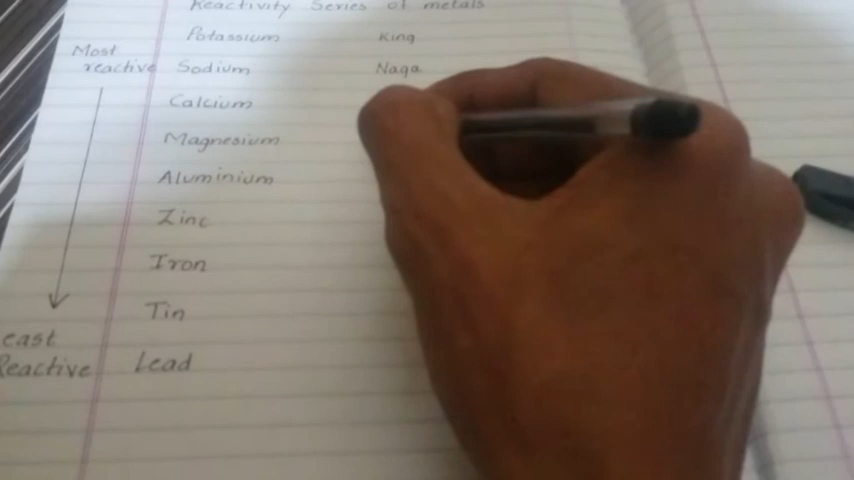 Reactivity Series of metals
Potassium King
Most
reactive Sodium Naga
Calcium
Magnesium
Aluminium
Zinc
Iron
Tin
east
Reactive Lead